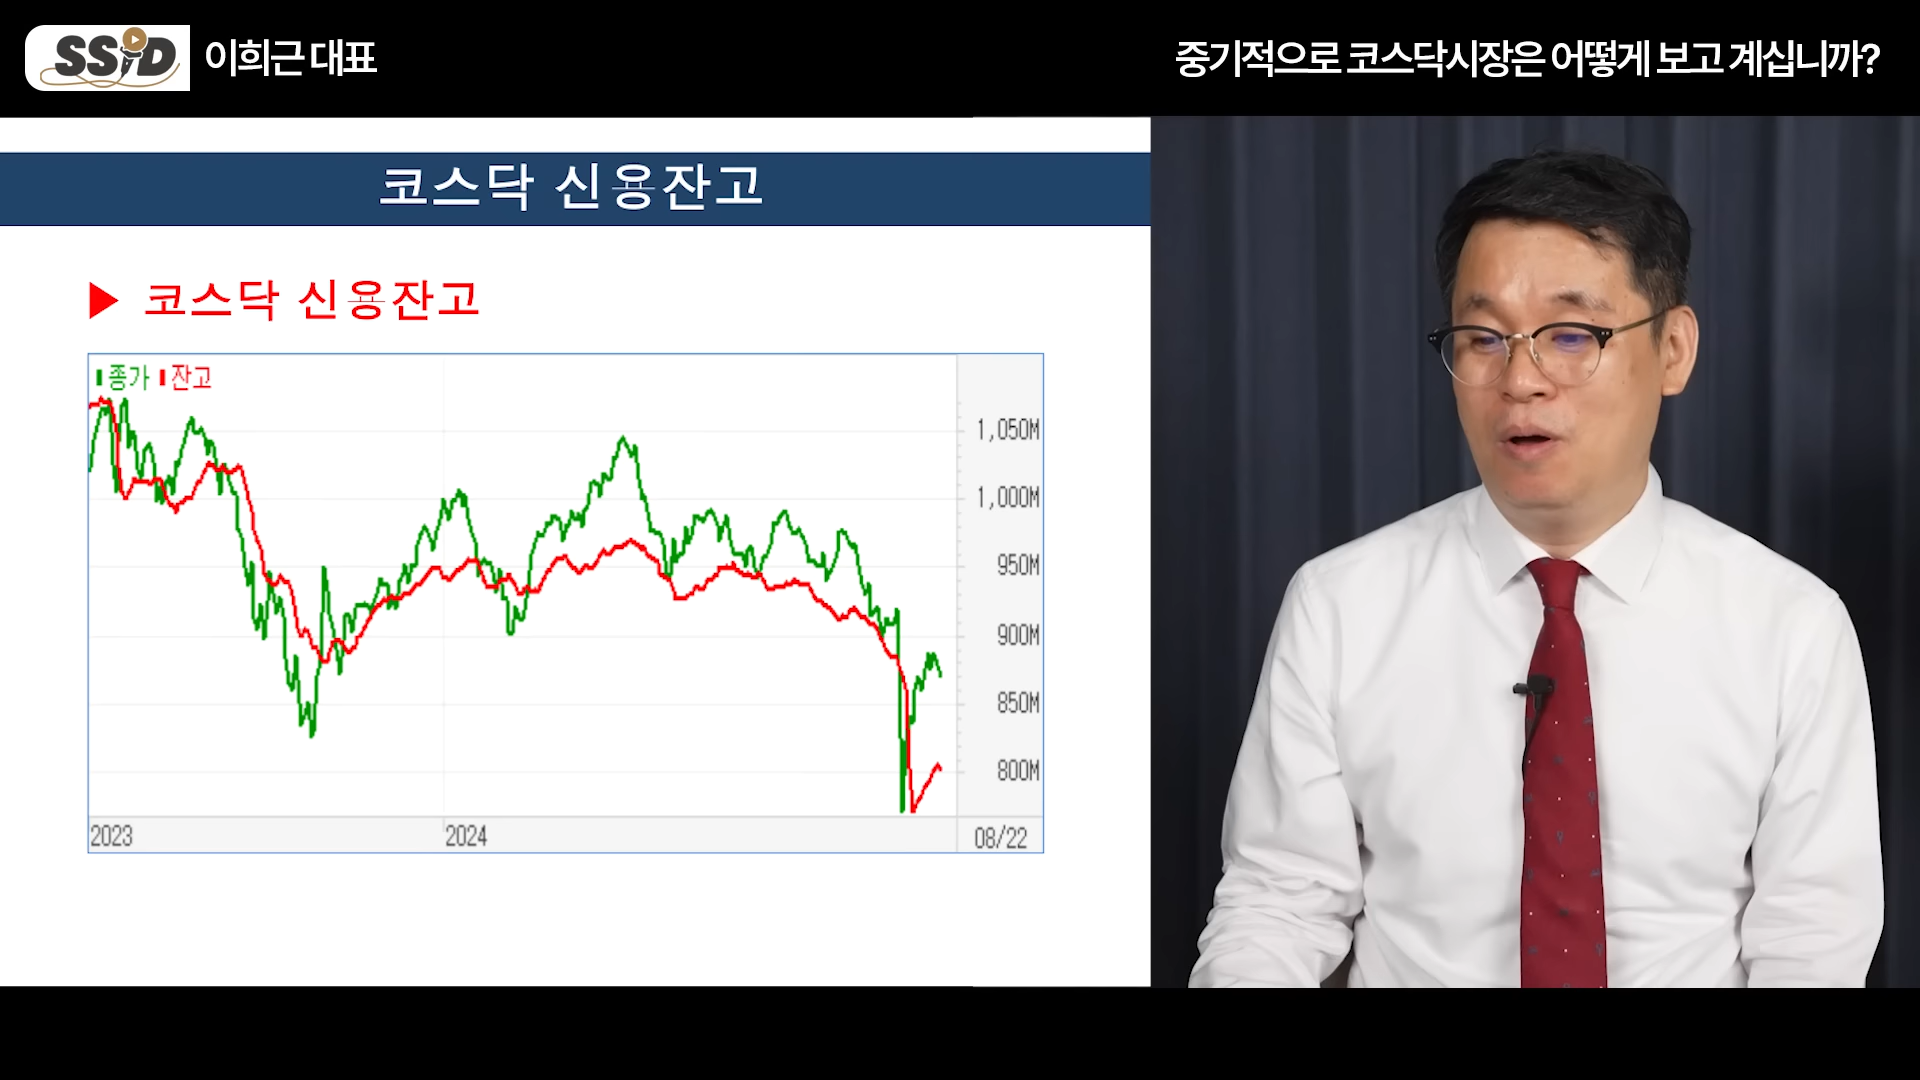 SSID
이희근 대표
중기적으로 코스닥시장은 어떻게 보고 계십니까?
코스닥 신용잔고
▶ 코스닥 신용잔고
종가 잔고
1,050M
1,000M
950M
900M
850M
800M
2023 2024 08/22